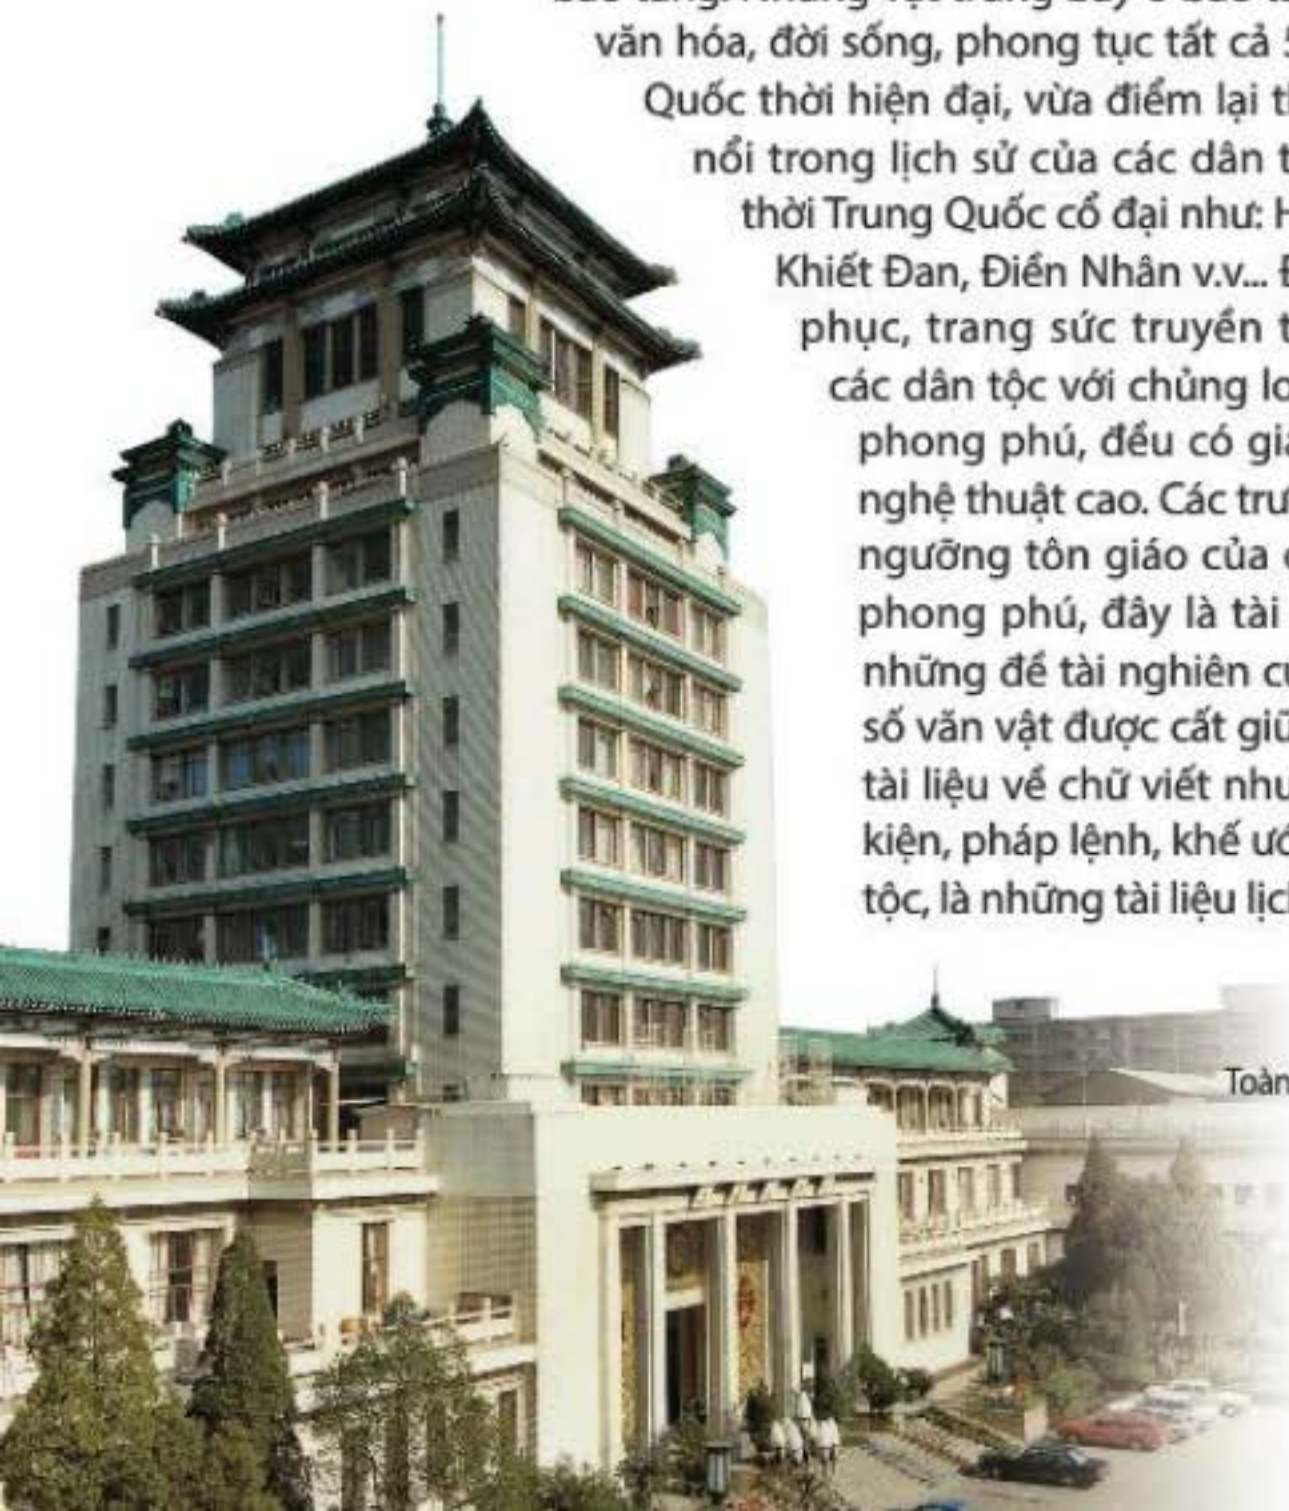 văn hóa, đời sống, phong tục tất cả 5
Quốc thời hiện đại, vừa điểm lại
nổi trong lịch sử của các dân
thời Trung Quốc cổ đại như: H
Khiết Đan, Điền Nhân v.v...
phục, trang sức truyền
các dân tộc với chủng
phong phú, đều có
nghệ thuật cao. Các
ngưỡng tôn giáo của
phong phú, đây là tài
những đề tài nghiên
số văn vật được cất
tài liệu về chữ viết
kiện, pháp lệnh, khế
tộc, là những tài liệu
Toàn